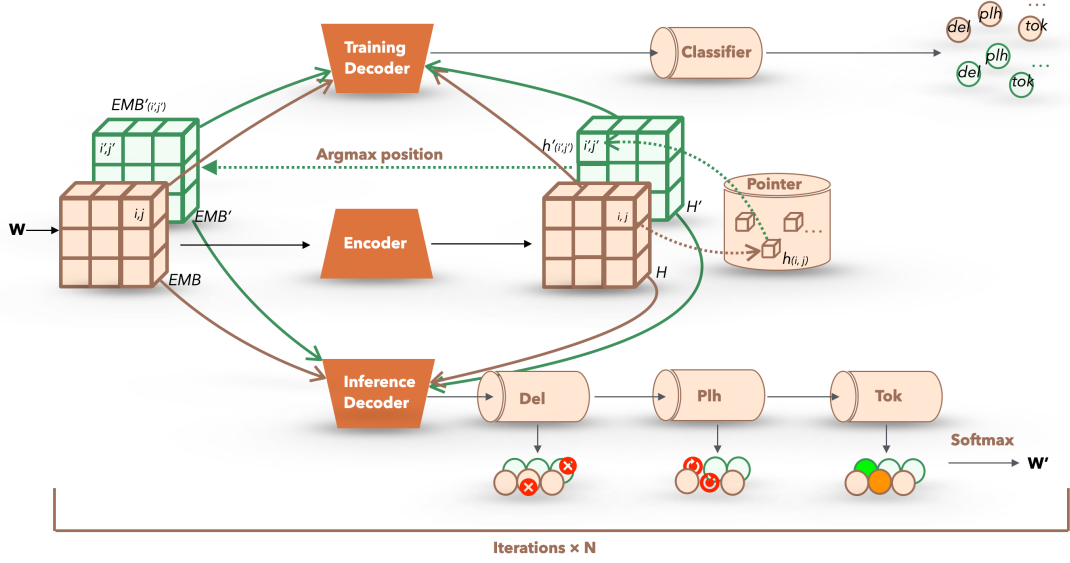 Training
Decoder
Classifier
del
plh
tok
...
del
plh
tok
...
EMB'(i',j')
i',j'
Argmax position
h'(i',j')
i',j'
Pointer
...
h(i, j)
W
i,j
EMB'
EMB
Encoder
i, j
H'
H
Inference
Decoder
Del
Plh
Tok
Softmax
W'
Iterations × N